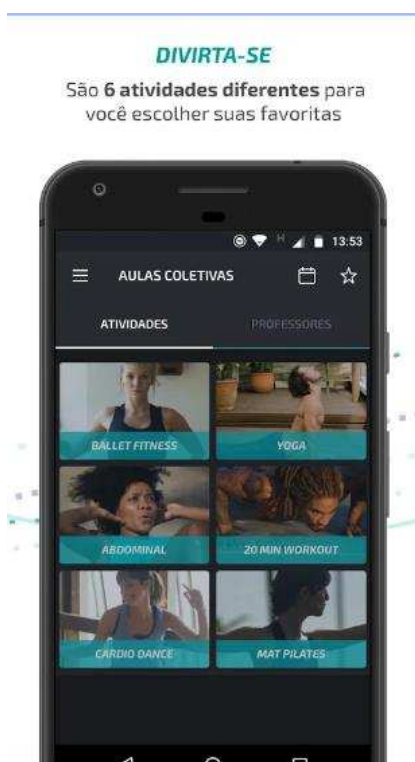 DIVIRTA-SE
São 6 atividades diferentes para
você escolher suas favoritas
H 13:53
AULAS COLETIVAS
ATIVIDADES PROFESSORES
BALLET FITNESS YOGA
ABDOMINAL 20 MIN WORKOUT
CARDIO DANCE MAT PILATES